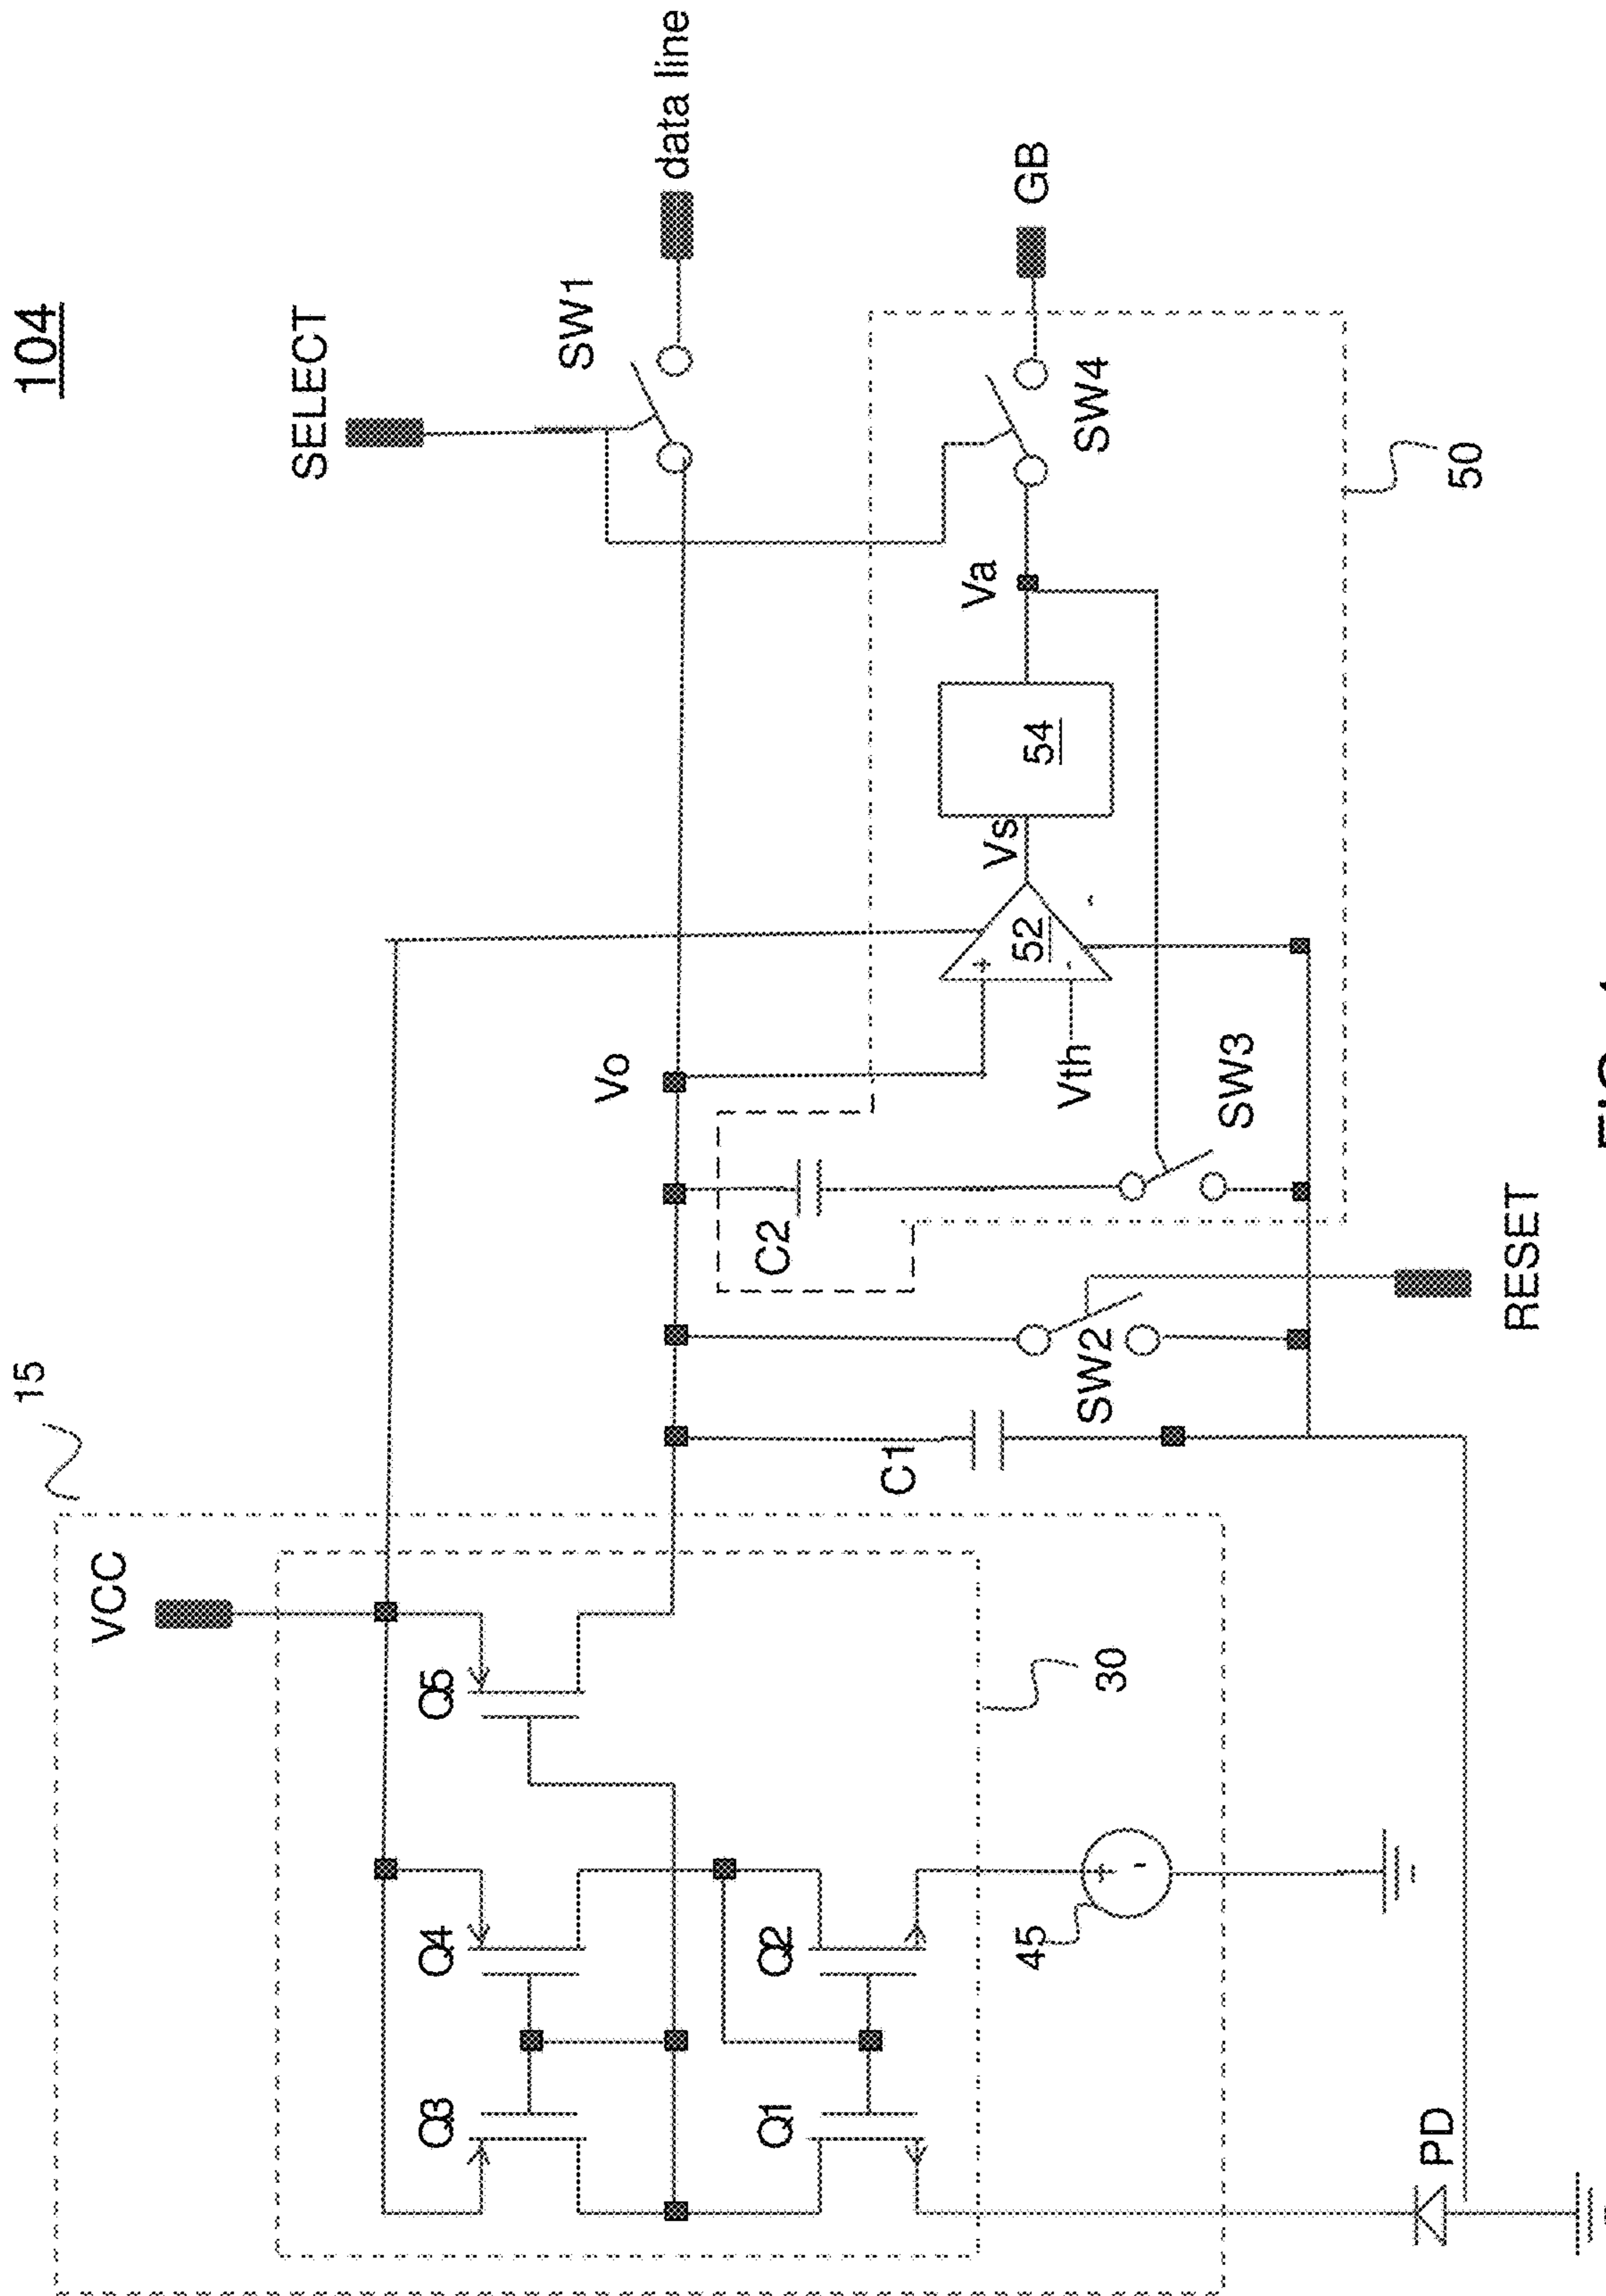 104
SELECT
SW1
data line
GB
SW4
50
Va
54
Vs
52
+
-
Vth
Vo
SW3
C2
RESET
SW2
C1
15
VCC
Q5
30
Q4
Q2
45
+
-
Q3
Q1
PD